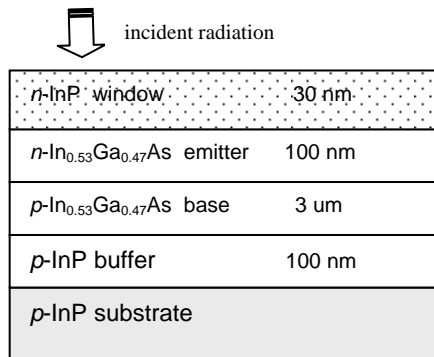 incident radiation
n-InP window 30 nm
n-In₀.₅₃Ga₀.₄₇As emitter 100 nm
p-In₀.₅₃Ga₀.₄₇As base 3 um
p-InP buffer 100 nm
p-InP substrate